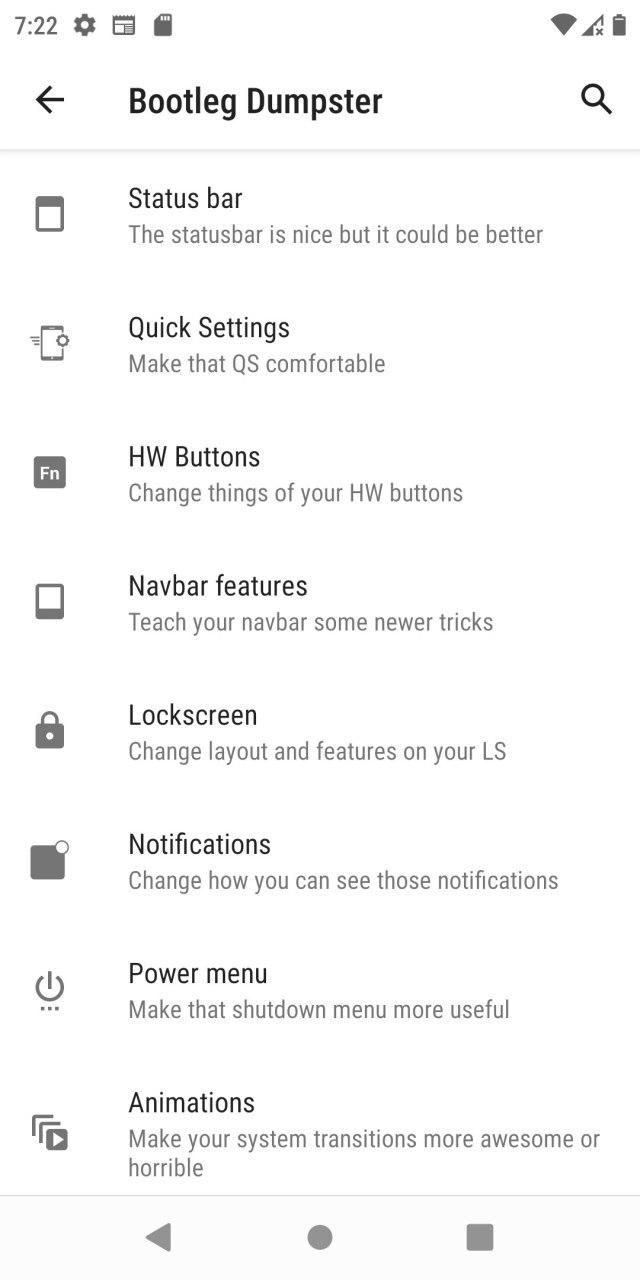 7:22
Bootleg Dumpster
Status bar
The statusbar is nice but it could be better
Quick Settings
Make that QS comfortable
Fn
HW Buttons
Change things of your HW buttons
Navbar features
Teach your navbar some newer tricks
Lockscreen
Change layout and features on your LS
Notifications
Change how you can see those notifications
Power menu
Make that shutdown menu more useful
Animations
Make your system transitions more awesome or
horrible